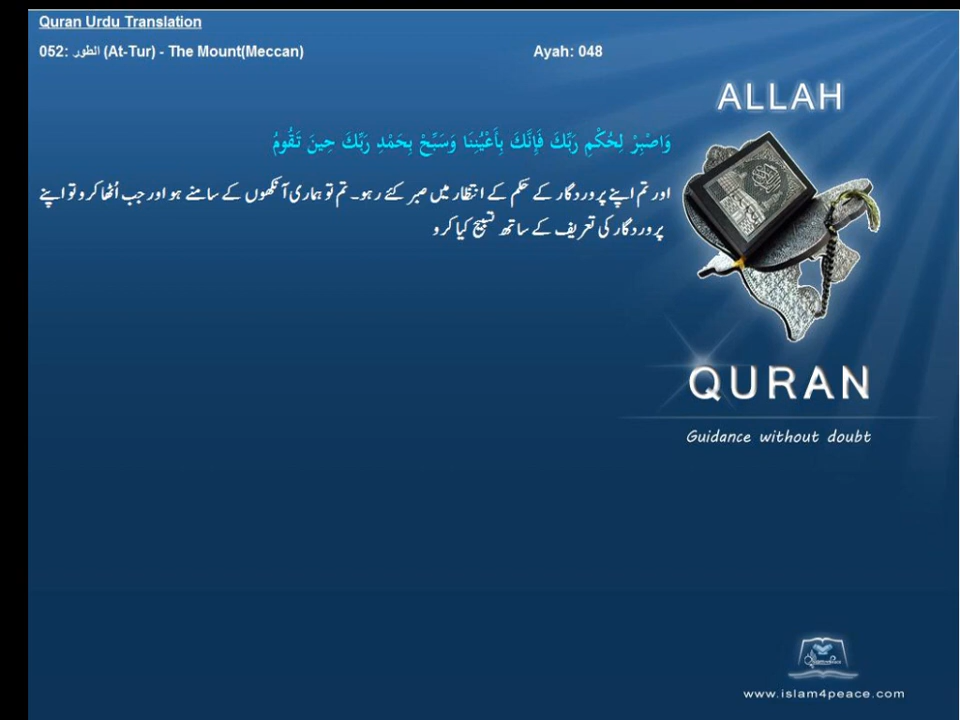 Quran Urdu Translation
052: الطور (At-Tur) - The Mount(Meccan)
Ayah: 048
ALLAH
وَاصْبِرْ لِحُكْمِ رَبِّكَ فَإِنَّكَ بِأَعْيُنِنَا وَسَبِّحْ بِحَمْدِ رَبِّكَ حِينَ تَقُومُ
اور تم اپنے پروردگار کے حکم کے انتظار میں صبر کئے رہو۔ تم تو ہماری آنکھوں کے سامنے ہو اور جب اُٹھا کرو تو اپنے
پروردگار کی تعریف کے ساتھ تسبیح کیا کرو
QURAN
Guidance without doubt
www.islam4peace.com